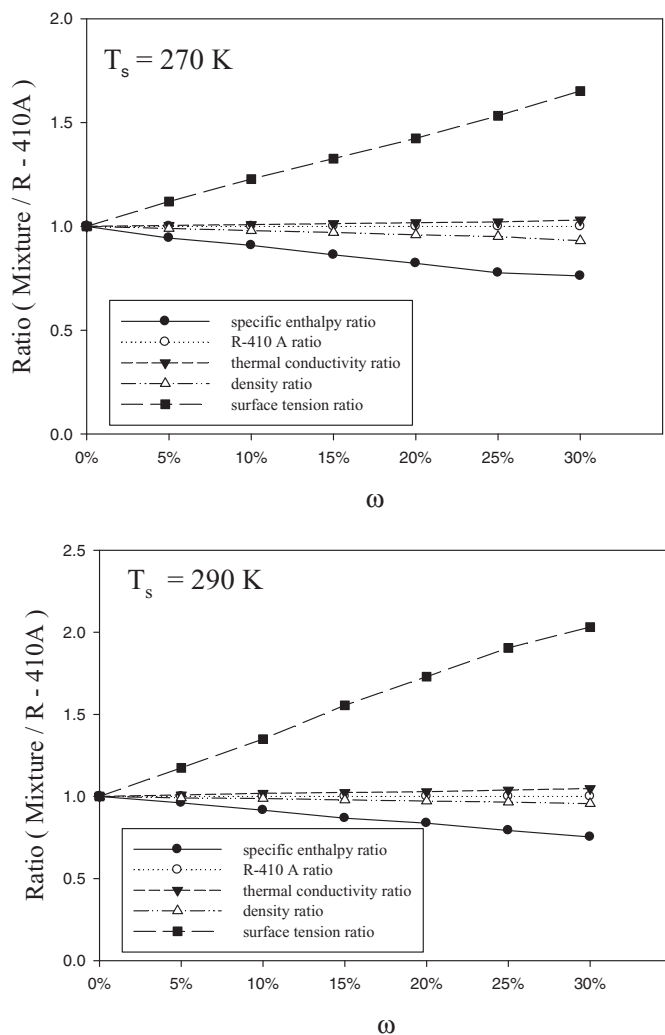 2.0
T_s = 270 K
1.5
1.0
0.5
0.0
Ratio ( Mixture / R - 410A )
specific enthalpy ratio
R-410 A ratio
thermal conductivity ratio
density ratio
surface tension ratio
0% 5% 10% 15% 20% 25% 30%
ω
2.5
T_s = 290 K
2.0
1.5
1.0
0.5
0.0
Ratio ( Mixture / R - 410A )
specific enthalpy ratio
R-410 A ratio
thermal conductivity ratio
density ratio
surface tension ratio
0% 5% 10% 15% 20% 25% 30%
ω